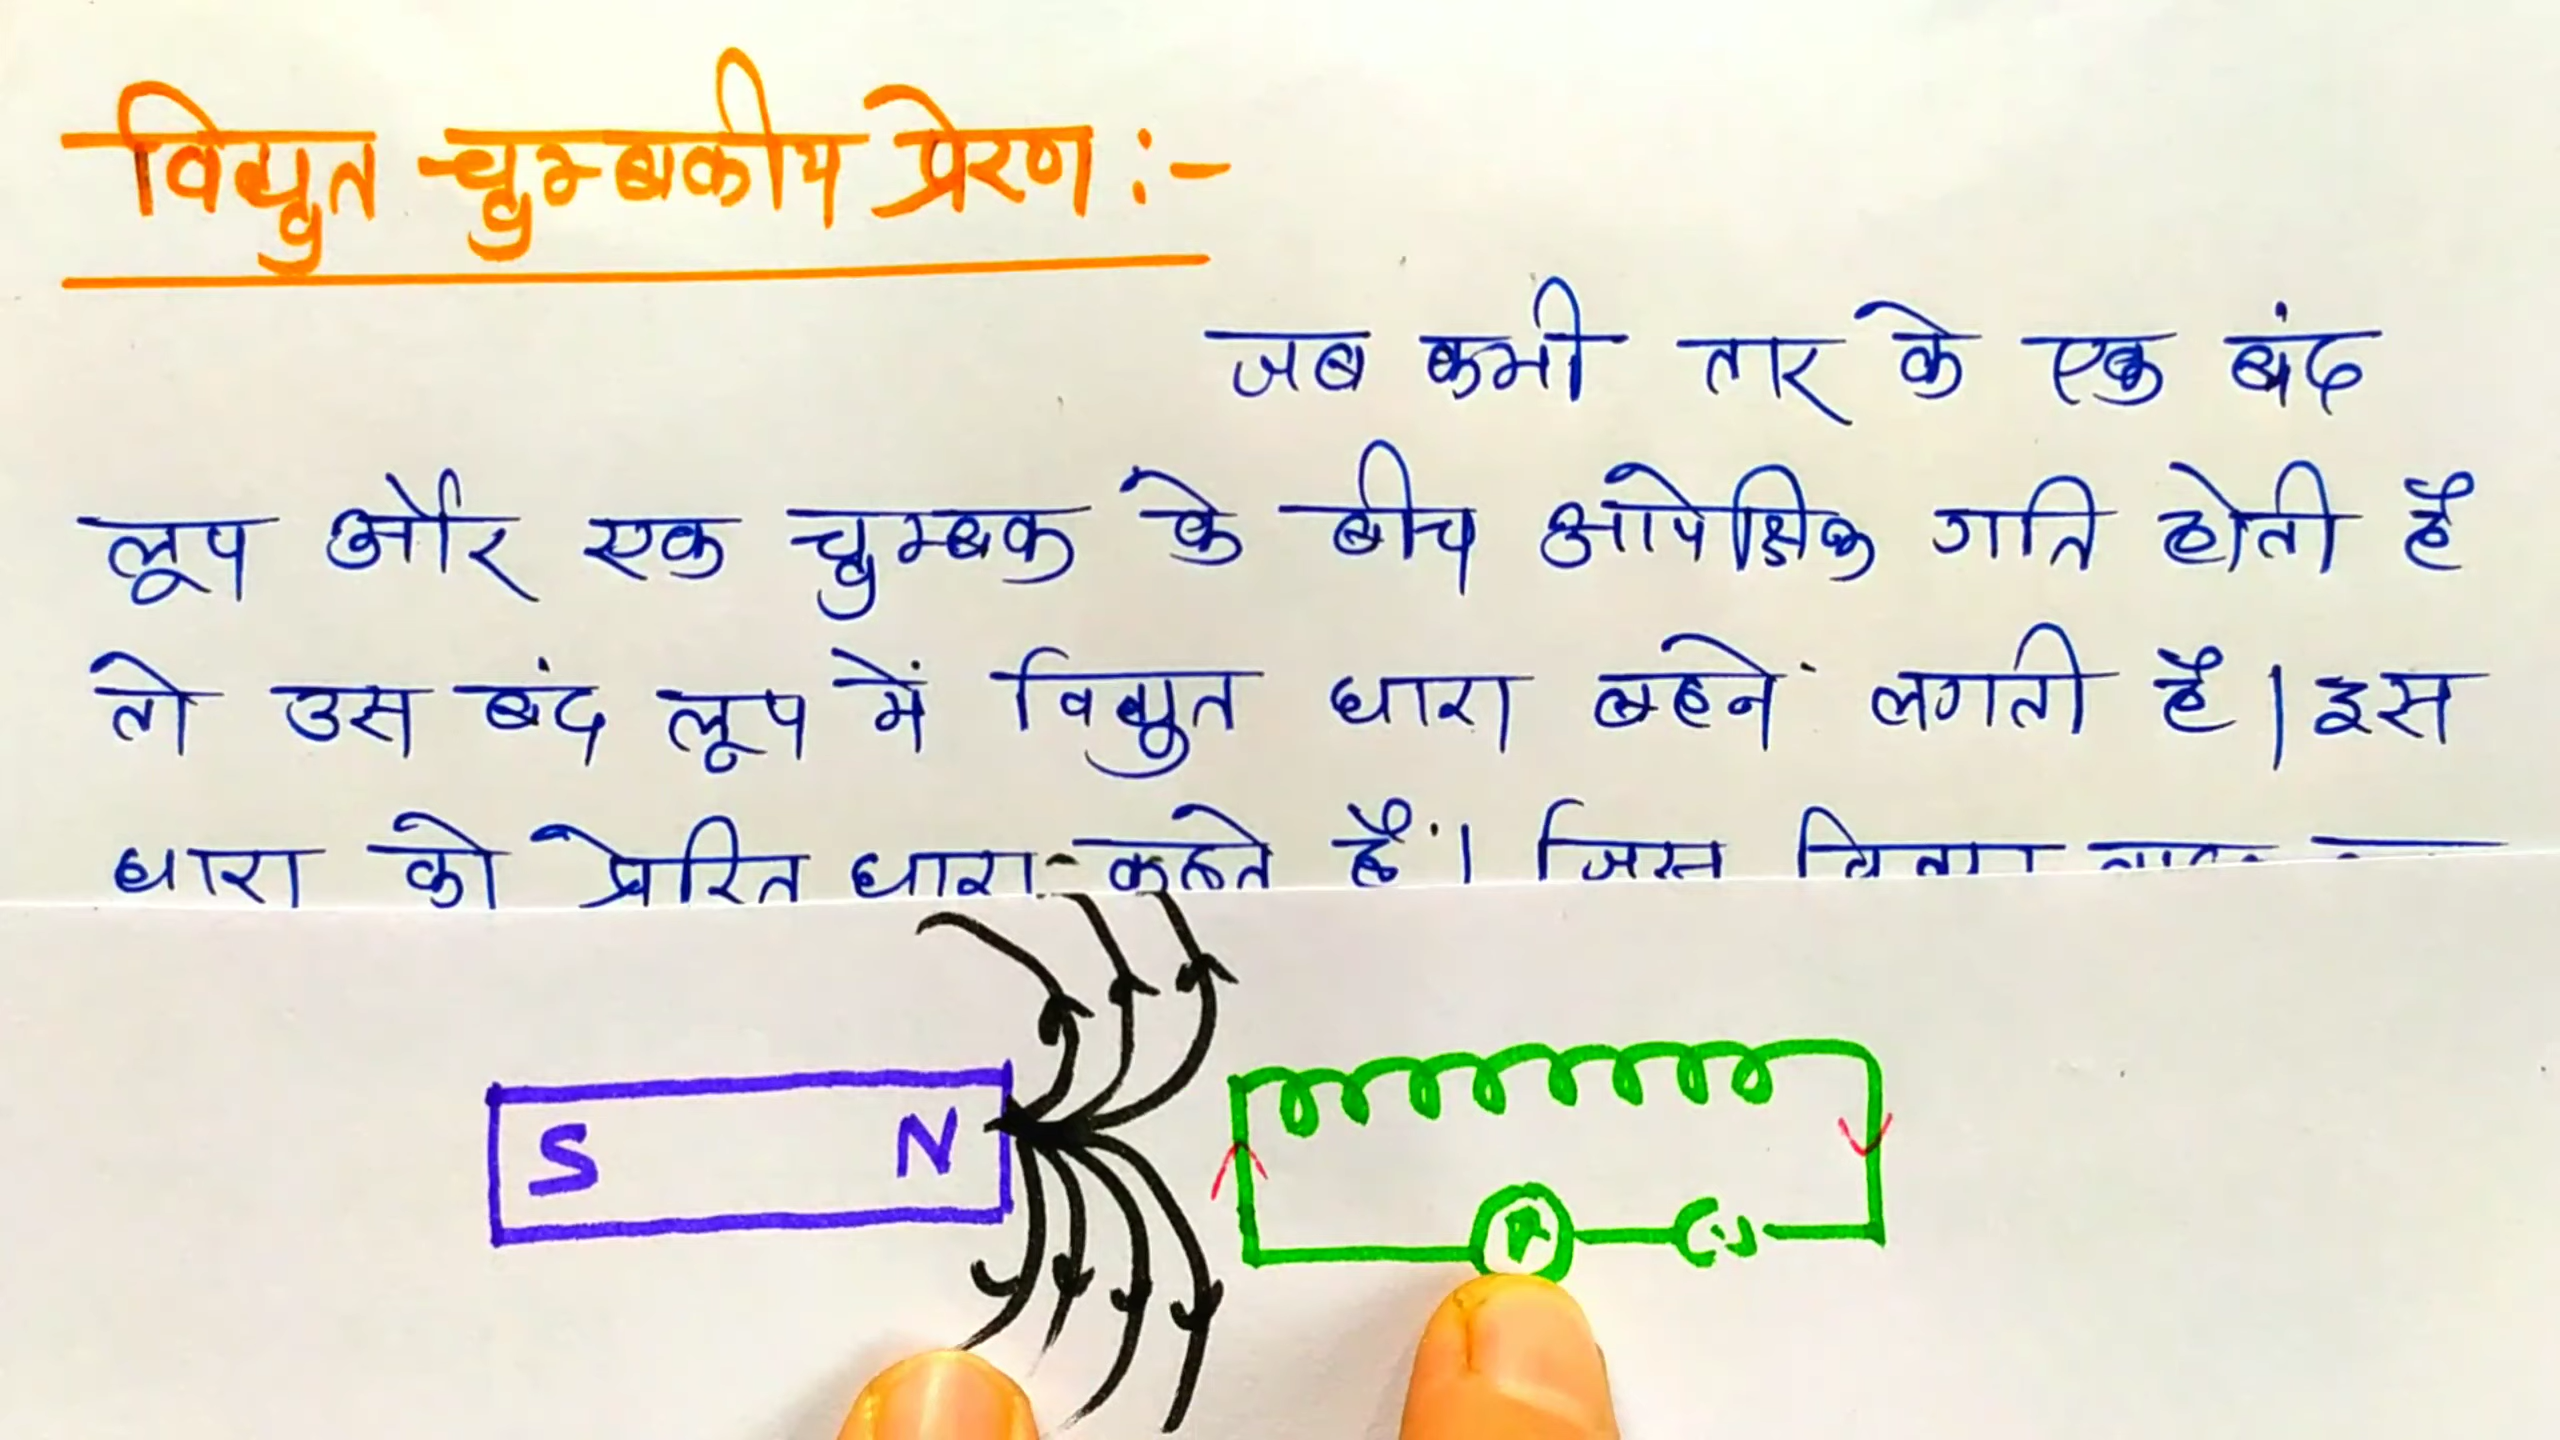 विद्युत चुम्बकीय प्रेरण :-
जब कभी तार के एक बंद
लूप और एक चुम्बक के बीच आपेक्षिक गति होती है
तो उस बंद लूप में विद्युत धारा बहनें लगती है। इस
धारा को प्रेरित धारा कहते हैं। जिस
S N